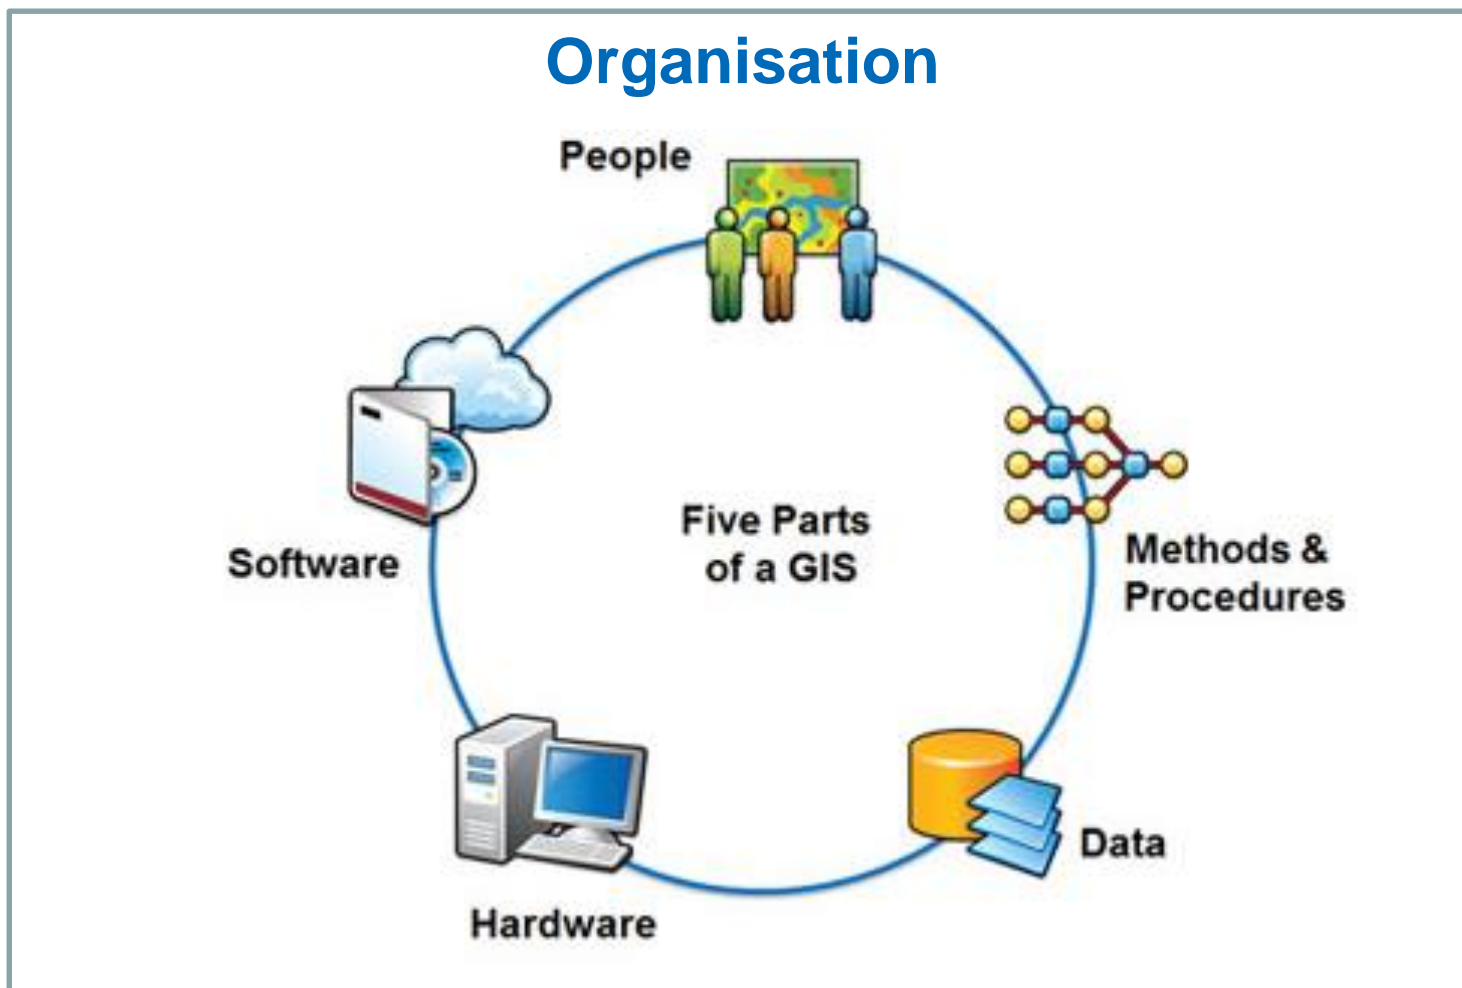 Organisation
People
Five Parts
of a GIS
Methods &
Procedures
Software
Data
Hardware